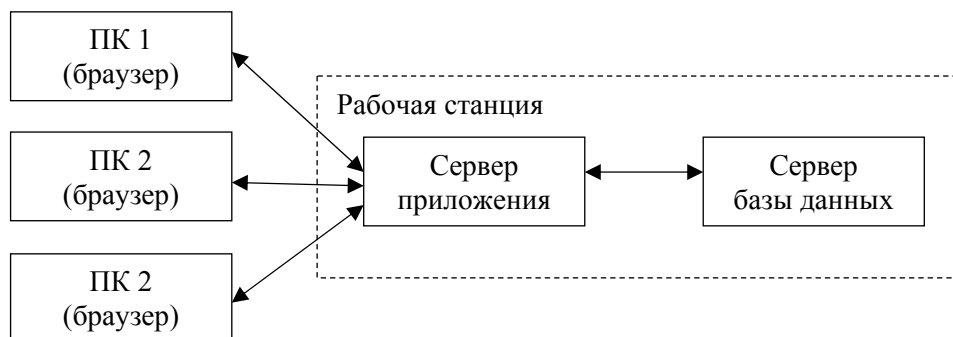 ПК 1
(браузер)
Рабочая станция
ПК 2
(браузер)
Сервер
приложения
Сервер
базы данных
ПК 2
(браузер)